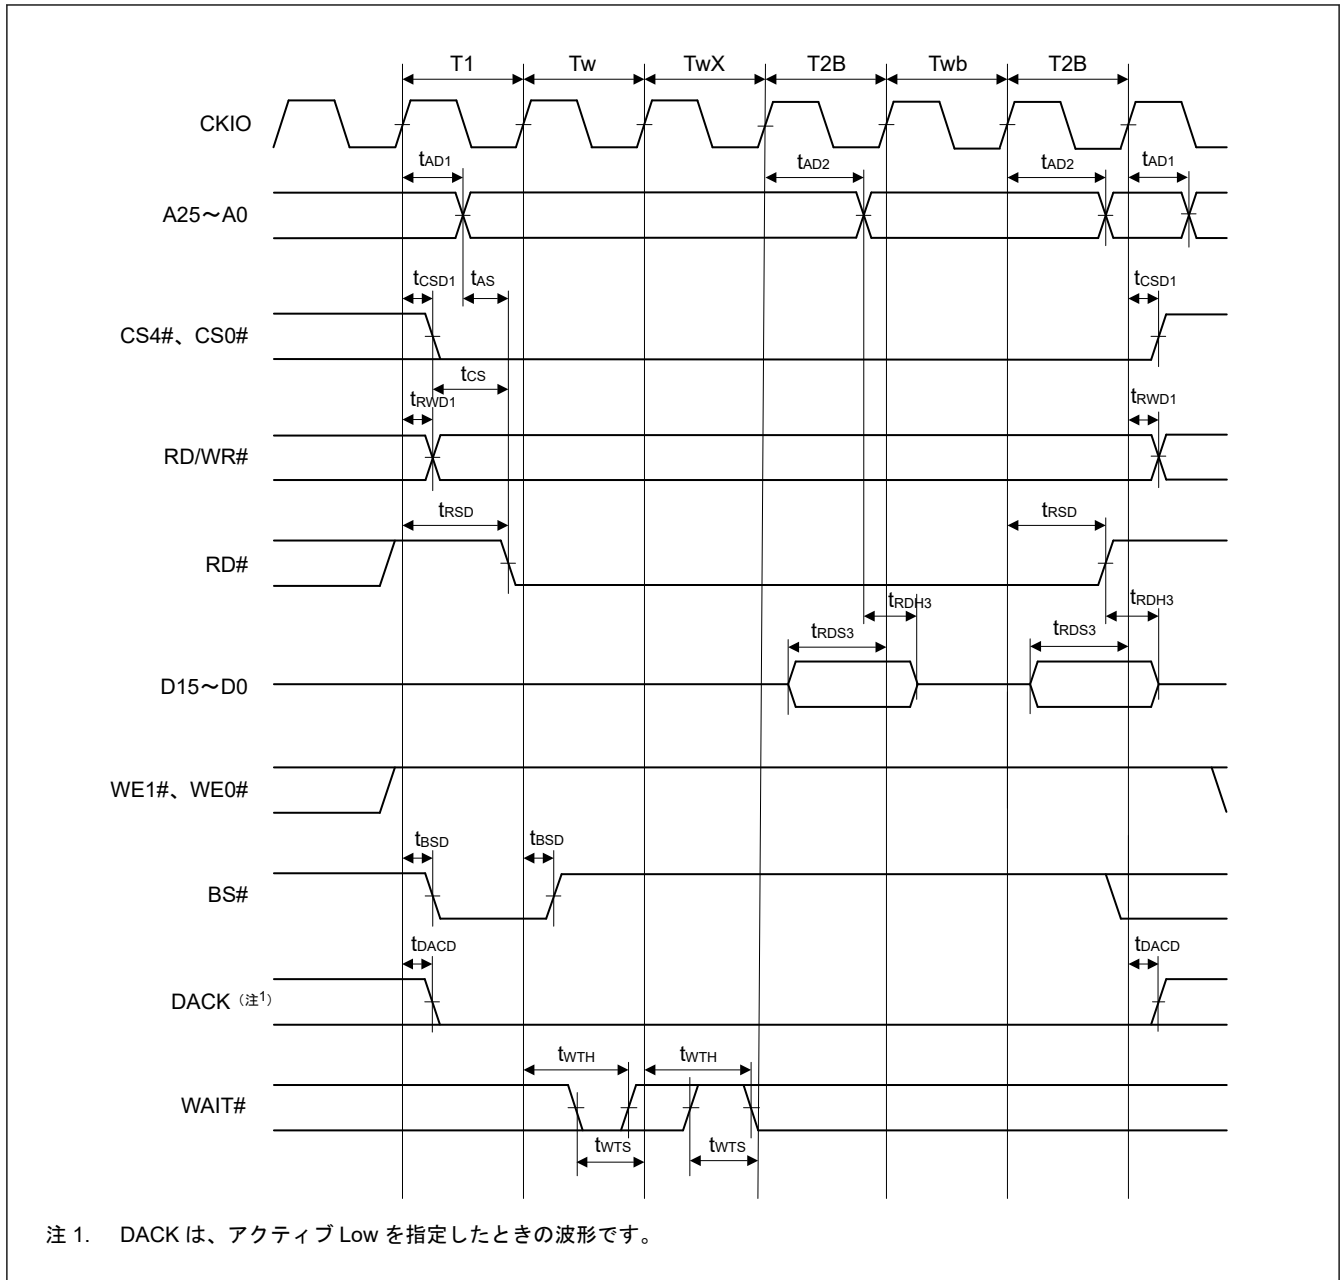 T1 Tw TwX T2B Twb T2B
CKIO
tAD1 tAD2 tAD2 tAD1
A25～A0
tCSD1 tAS tCSD1
CS4#、CS0#
tCS
tRWD1 tRWD1
RD/WR#
tRSD tRSD
RD#
tRDH3 tRDH3
tRDS3 tRDS3
D15～D0
WE1#、WE0#
tBSD tBSD
BS#
tDACD tDACD
DACK（注1）
tWTH tWTH
WAIT#
tWTS tWTS
注 1. DACK は、アクティブ Low を指定したときの波形です。